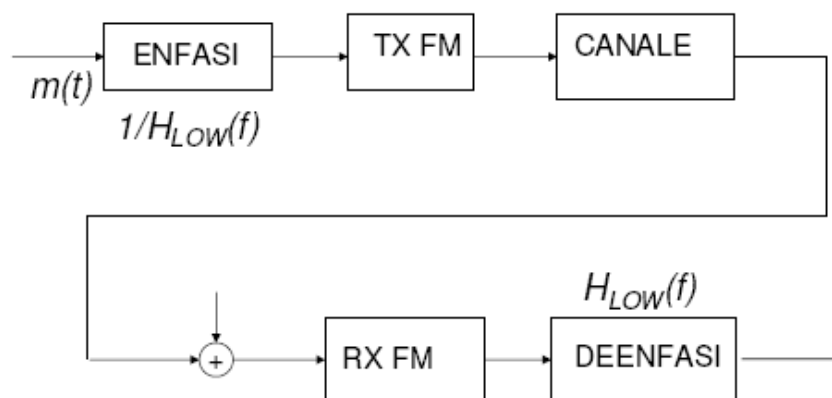 ENFASI
TX FM
CANALE
m(t)
1/H_LOW(f)
H_LOW(f)
+
RX FM
DEENFASI